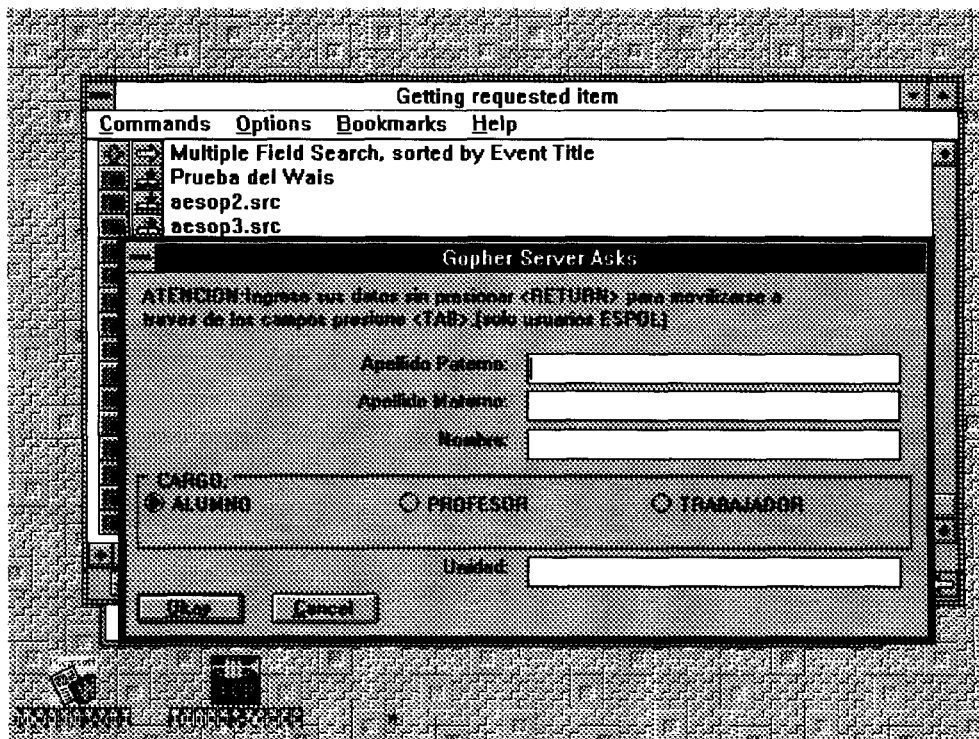 Getting requested item
Commands Options Bookmarks Help
Multiple Field Search, sorted by Event Title
Prueba del Wais
aesop2.src
aesop3.src
Gopher Server Asks
ATENCION:Ingrese sus datos sin presionar <RETURN> para movilizarse a
traves de los campos presione <TAB>.[solo usuarios ESPOL]
Apellido Paterno:
Apellido Materno:
Nombre:
CARGO.
ALUMNO PROFESOR TRABAJADOR
Unidad:
Okay Cancel